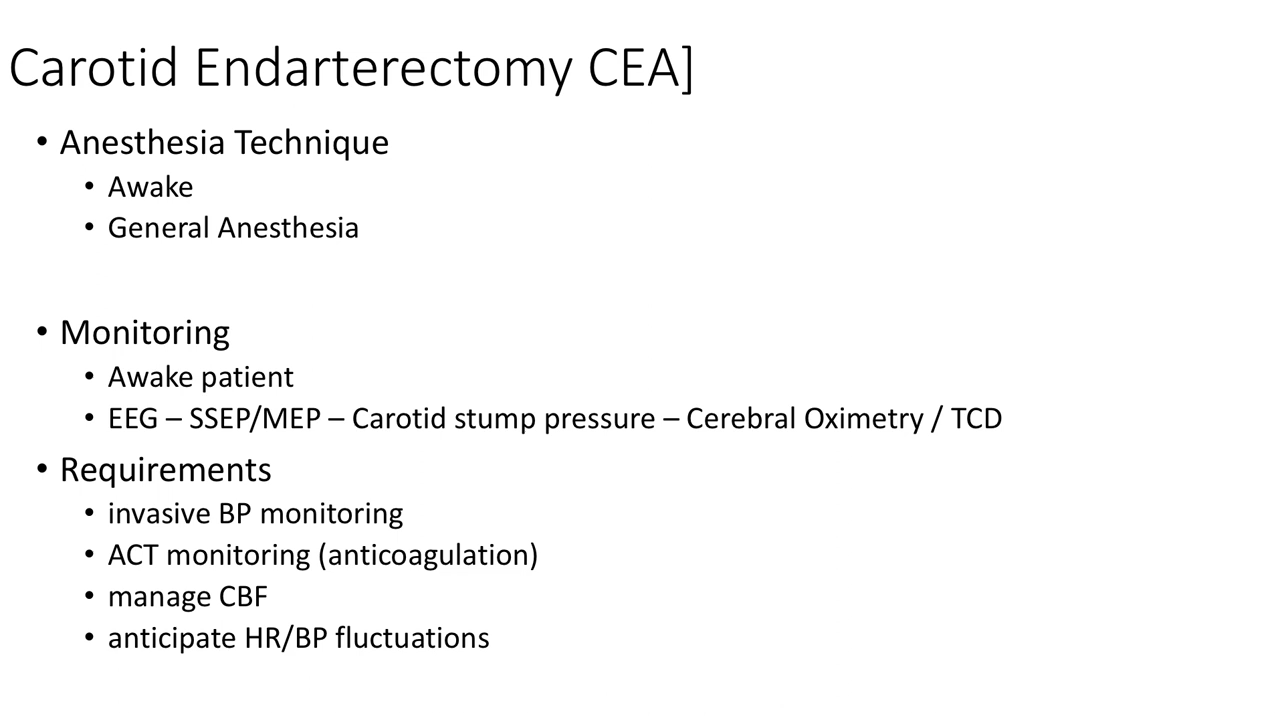 Carotid Endarterectomy CEA]
• Anesthesia Technique
• Awake
• General Anesthesia
• Monitoring
• Awake patient
• EEG – SSEP/MEP – Carotid stump pressure – Cerebral Oximetry / TCD
• Requirements
• invasive BP monitoring
• ACT monitoring (anticoagulation)
• manage CBF
• anticipate HR/BP fluctuations